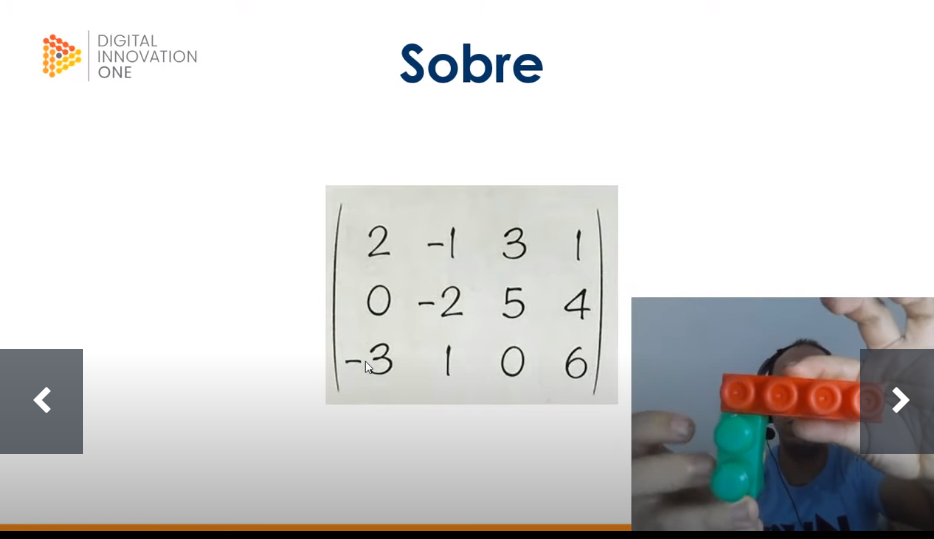 DIGITAL
INNOVATION
ONE
Sobre
2 -1 3 1
0 -2 5 4
-3 1 0 6